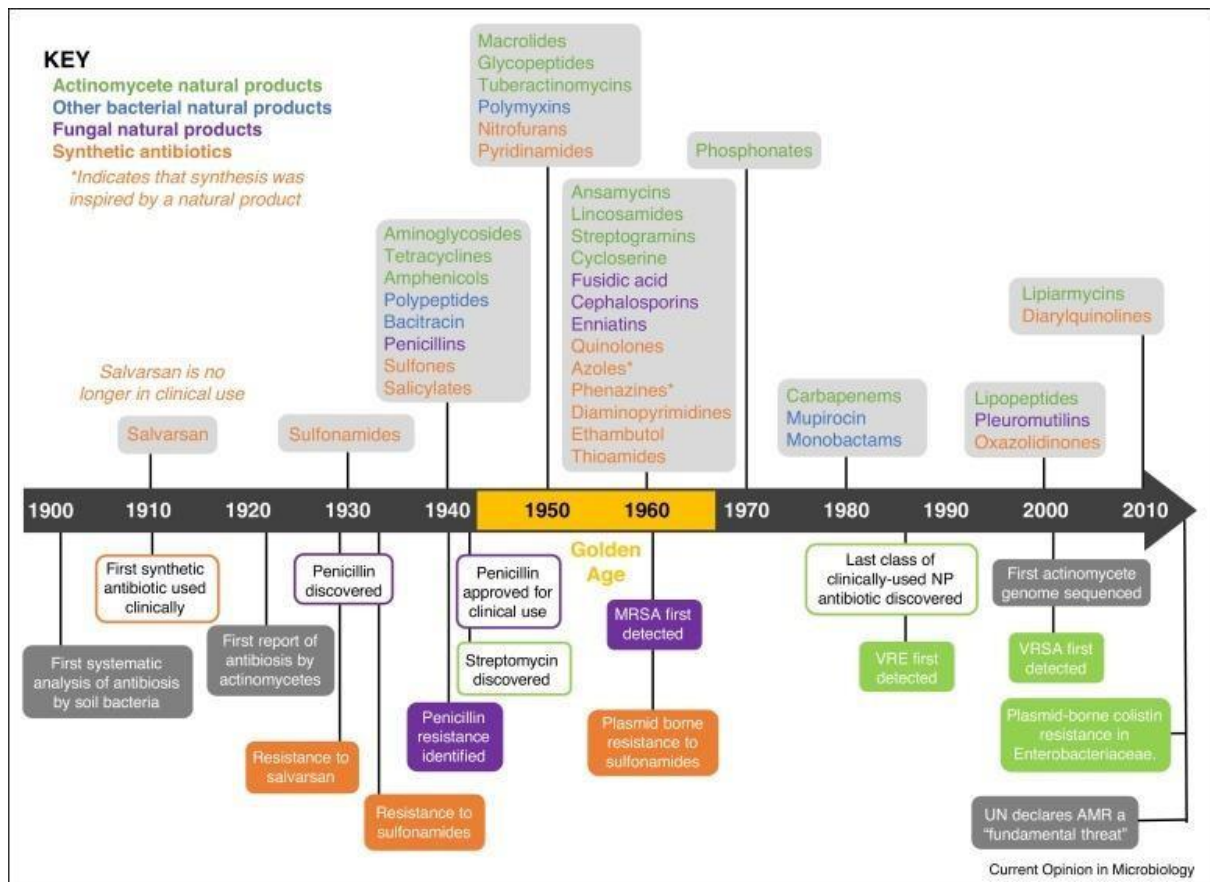 KEY
Actinomycete natural products
Other bacterial natural products
Fungal natural products
Synthetic antibiotics
*Indicates that synthesis was
inspired by a natural product
Salvarsan is no
longer in clinical use
Salvarsan
Sulfonamides
Aminoglycosides
Tetracyclines
Amphenicols
Polypeptides
Bacitracin
Penicillins
Sulfones
Salicylates
Macrolides
Glycopeptides
Tuberactinomycins
Polymyxins
Nitrofurans
Pyridinamides
Ansamycins
Lincosamides
Streptogramins
Cycloserine
Fusidic acid
Cephalosporins
Enniatins
Quinolones
Azoles*
Phenazines*
Diaminopyrimidines
Ethambutol
Thioamides
Phosphonates
Carbapenems
Mupirocin
Monobactams
Lipopeptides
Pleuromutilins
Oxazolidinones
Lipiarmycins
Diarylquinolines
1900 1910 1920 1930 1940 1950 1960 1970 1980 1990 2000 2010
Golden
Age
First systematic
analysis of antibiosis
by soil bacteria
First synthetic
antibiotic used
clinically
First report of
antibiosis by
actinomycetes
Penicillin
discovered
Resistance to
salvarsan
Resistance to
sulfonamides
Penicillin
resistance
identified
Penicillin
approved for
clinical use
Streptomycin
discovered
MRSA first
detected
Plasmid borne
resistance to
sulfonamides
Last class of
clinically-used NP
antibiotic discovered
VRE first
detected
First actinomycete
genome sequenced
VRSA first
detected
Plasmid-borne colistin
resistance in
Enterobacteriaceae.
UN declares AMR a
“fundamental threat”
Current Opinion in Microbiology